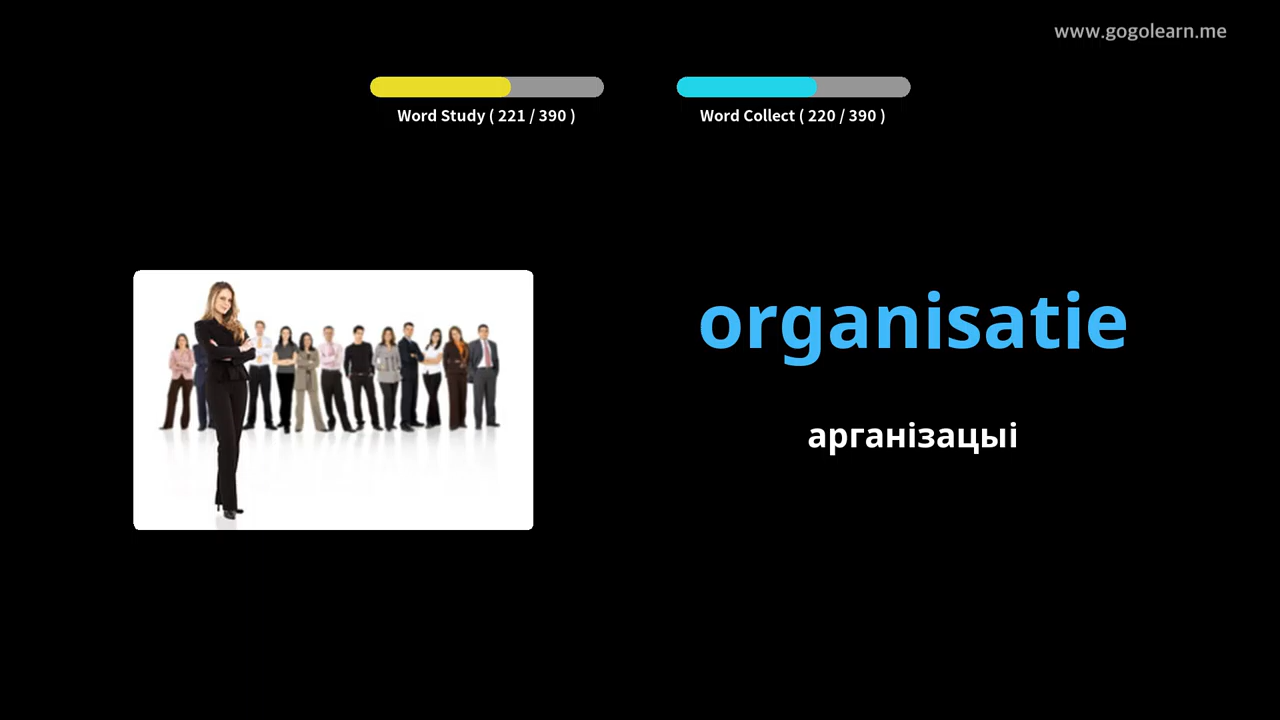 www.gogolearn.me
Word Study ( 221 / 390 )
Word Collect ( 220 / 390 )
organisatie
арганізацыі